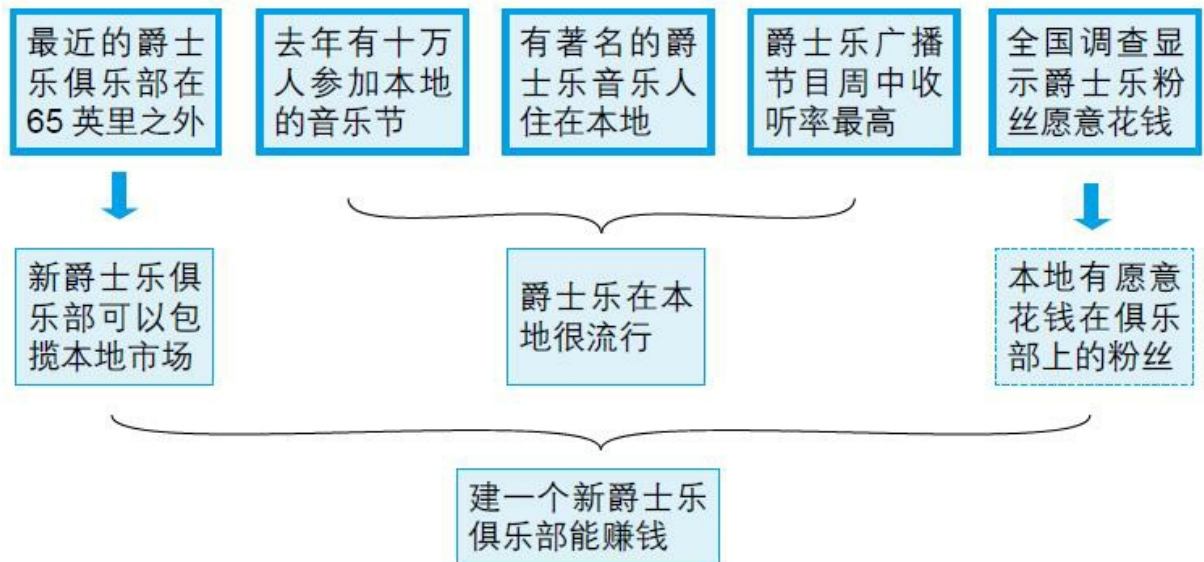 最近的爵士
乐俱乐部在
65 英里之外
去年有十万
人参加本地
的音乐节
有著名的爵
士乐音乐人
住在本地
爵士乐广播
节目周中收
听率最高
全国调查显
示爵士乐粉
丝愿意花钱
新爵士乐俱
乐部可以包
揽本地市场
爵士乐在本
地很流行
本地有愿意
花钱在俱乐
部上的粉丝
建一个新爵士乐
俱乐部能赚钱